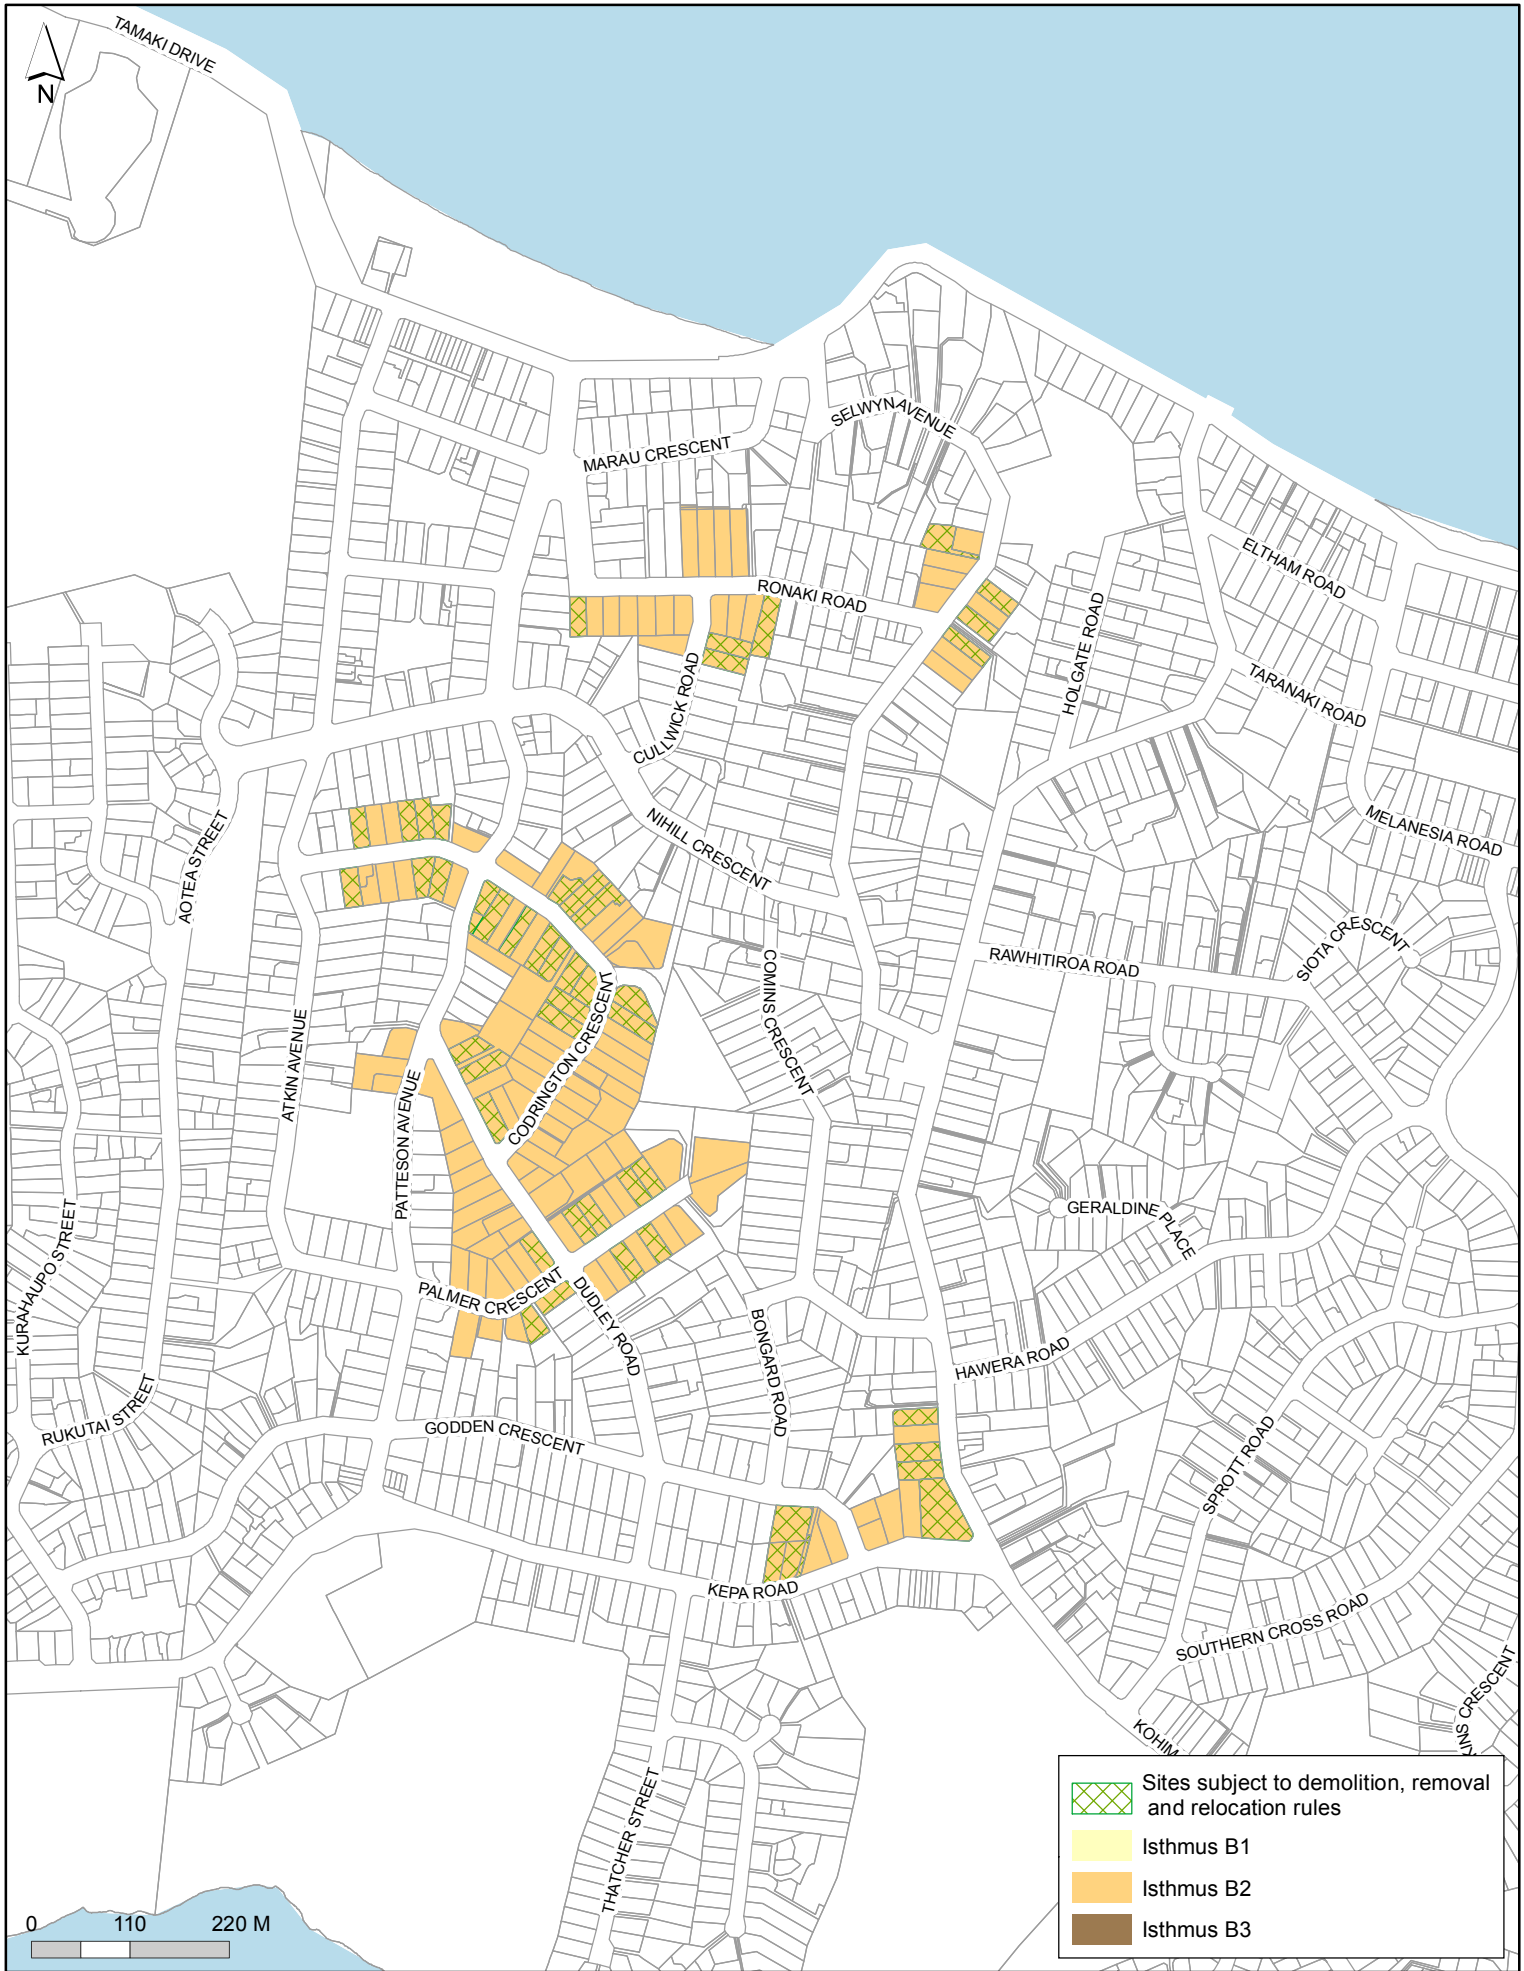 TAMAKI DRIVE
N
SELWYN AVENUE
MARAU CRESCENT
ELTHAM ROAD
RONAKI ROAD
HOLGATE ROAD
TARANAKI ROAD
CULLWICK ROAD
MELANESIA ROAD
NIHILL CRESCENT
AOTEA STREET
SIOTA CRESCENT
RAWHITIROA ROAD
COMINS CRESCENT
CODRINGTON CRESCENT
ATKIN AVENUE
PATTESON AVENUE
GERALDINE PLACE
KURAHAUPO STREET
PALMER CRESCENT
DUDLEY ROAD
BONGARD ROAD
HAWERA ROAD
RUKUTAI STREET
GODDEN CRESCENT
SPROTT ROAD
KEPA ROAD
SOUTHERN CROSS ROAD
KINS CRESCENT
KOHIM
THATCHER STREET
Sites subject to demolition, removal
and relocation rules
Isthmus B1
Isthmus B2
Isthmus B3
0 110 220 M